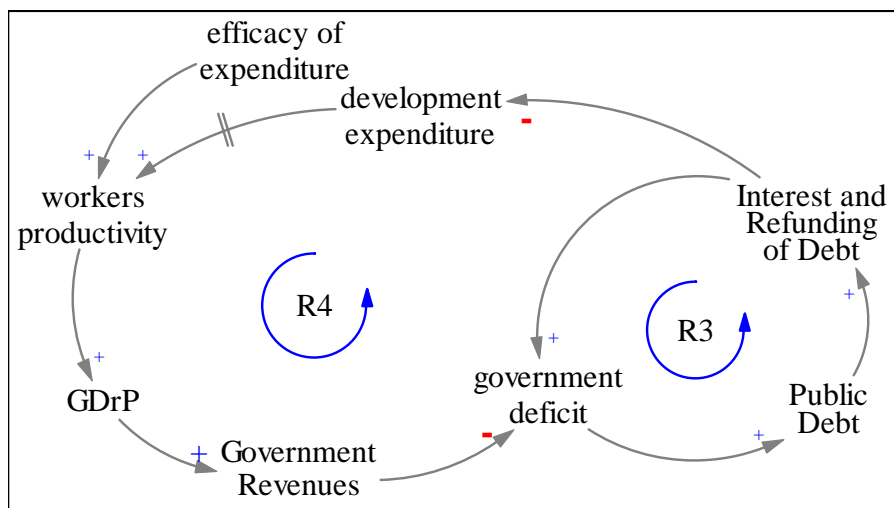 efficacy of
expenditure
development
expenditure
-
+
+
workers
productivity
Interest and
Refunding
of Debt
R4
R3
+
+
+
GDrP
government
deficit
Public
Debt
-
+
+
Government
Revenues